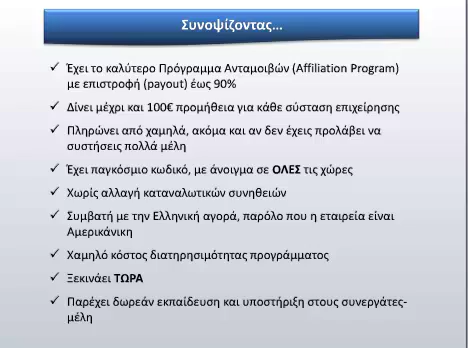 Συνοψίζοντας…
✓ Έχει το καλύτερο Πρόγραμμα Ανταμοιβών (Affiliation Program)
με επιστροφή (payout) έως 90%
✓ Δίνει μέχρι και 100€ προμήθεια για κάθε σύσταση επιχείρησης
✓ Πληρώνει από χαμηλά, ακόμα και αν δεν έχεις προλάβει να
συστήσεις πολλά μέλη
✓ Έχει παγκόσμιο κωδικό, με άνοιγμα σε ΟΛΕΣ τις χώρες
✓ Χωρίς αλλαγή καταναλωτικών συνηθειών
✓ Συμβατή με την Ελληνική αγορά, παρόλο που η εταιρεία είναι
Αμερικάνικη
✓ Χαμηλό κόστος διατηρησιμότητας προγράμματος
✓ Ξεκινάει ΤΩΡΑ
✓ Παρέχει δωρεάν εκπαίδευση και υποστήριξη στους συνεργάτες-
μέλη